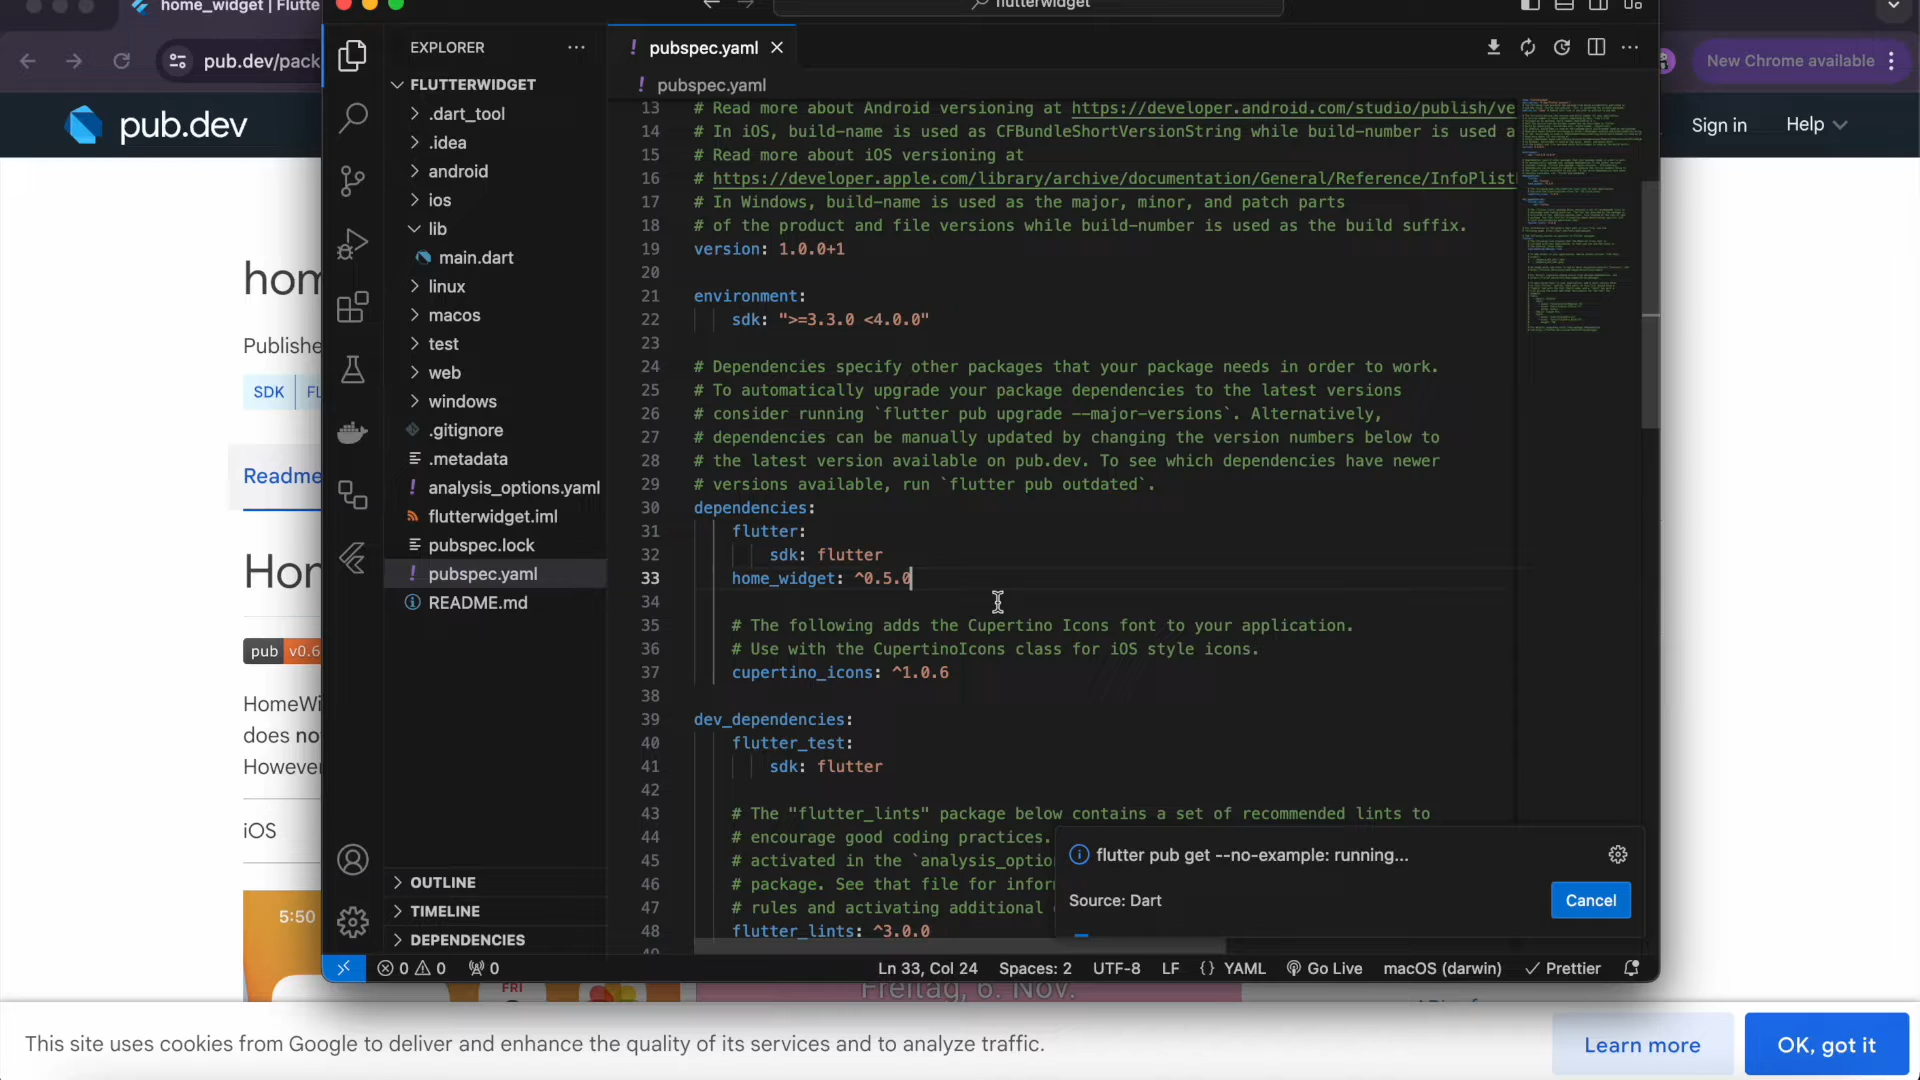 home_widget | Flutte
flutterwidget
pub.dev/pack
New Chrome available
pub.dev
Sign in
Help
EXPLORER
FLUTTERWIDGET
.dart_tool
.idea
android
ios
lib
main.dart
linux
macos
test
web
windows
.gitignore
.metadata
analysis_options.yaml
flutterwidget.iml
pubspec.lock
pubspec.yaml
README.md
OUTLINE
TIMELINE
DEPENDENCIES
! pubspec.yaml
! pubspec.yaml
13 # Read more about Android versioning at https://developer.android.com/studio/publish/ve
14 # In iOS, build-name is used as CFBundleShortVersionString while build-number is used a
15 # Read more about iOS versioning at
16 # https://developer.apple.com/library/archive/documentation/General/Reference/InfoPlist
17 # In Windows, build-name is used as the major, minor, and patch parts
18 # of the product and file versions while build-number is used as the build suffix.
19 version: 1.0.0+1
20
21 environment:
22 sdk: ">=3.3.0 <4.0.0"
23
24 # Dependencies specify other packages that your package needs in order to work.
25 # To automatically upgrade your package dependencies to the latest versions
26 # consider running `flutter pub upgrade --major-versions`. Alternatively,
27 # dependencies can be manually updated by changing the version numbers below to
28 # the latest version available on pub.dev. To see which dependencies have newer
29 # versions available, run `flutter pub outdated`.
30 dependencies:
31 flutter:
32 sdk: flutter
33 home_widget: ^0.5.0
34
35 # The following adds the Cupertino Icons font to your application.
36 # Use with the CupertinoIcons class for iOS style icons.
37 cupertino_icons: ^1.0.6
38
39 dev_dependencies:
40 flutter_test:
41 sdk: flutter
42
43 # The "flutter_lints" package below contains a set of recommended lints to
44 # encourage good coding practices.
45 # activated in the `analysis_optio
46 # package. See that file for infor
47 # rules and activating additional
48 flutter_lints: ^3.0.0
flutter pub get --no-example: running...
Source: Dart
Cancel
0 0 0
Ln 33, Col 24
Spaces: 2
UTF-8
LF
{} YAML
Go Live
macOS (darwin)
Prettier
hom
Publishe
SDK FL
Readme
Hom
pub v0.6
HomeWi
does no
Howeve
iOS
5:50
FRI
Freitag, 6. Nov.
This site uses cookies from Google to deliver and enhance the quality of its services and to analyze traffic.
Learn more
OK, got it